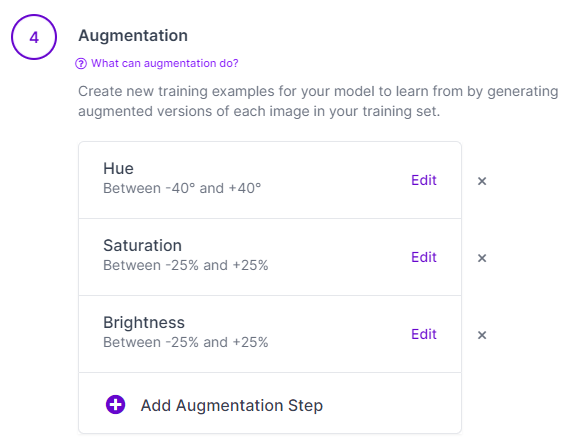 4
Augmentation
What can augmentation do?
Create new training examples for your model to learn from by generating
augmented versions of each image in your training set.
Hue
Between -40° and +40°
Edit
×
Saturation
Between -25% and +25%
Edit
×
Brightness
Between -25% and +25%
Edit
×
Add Augmentation Step